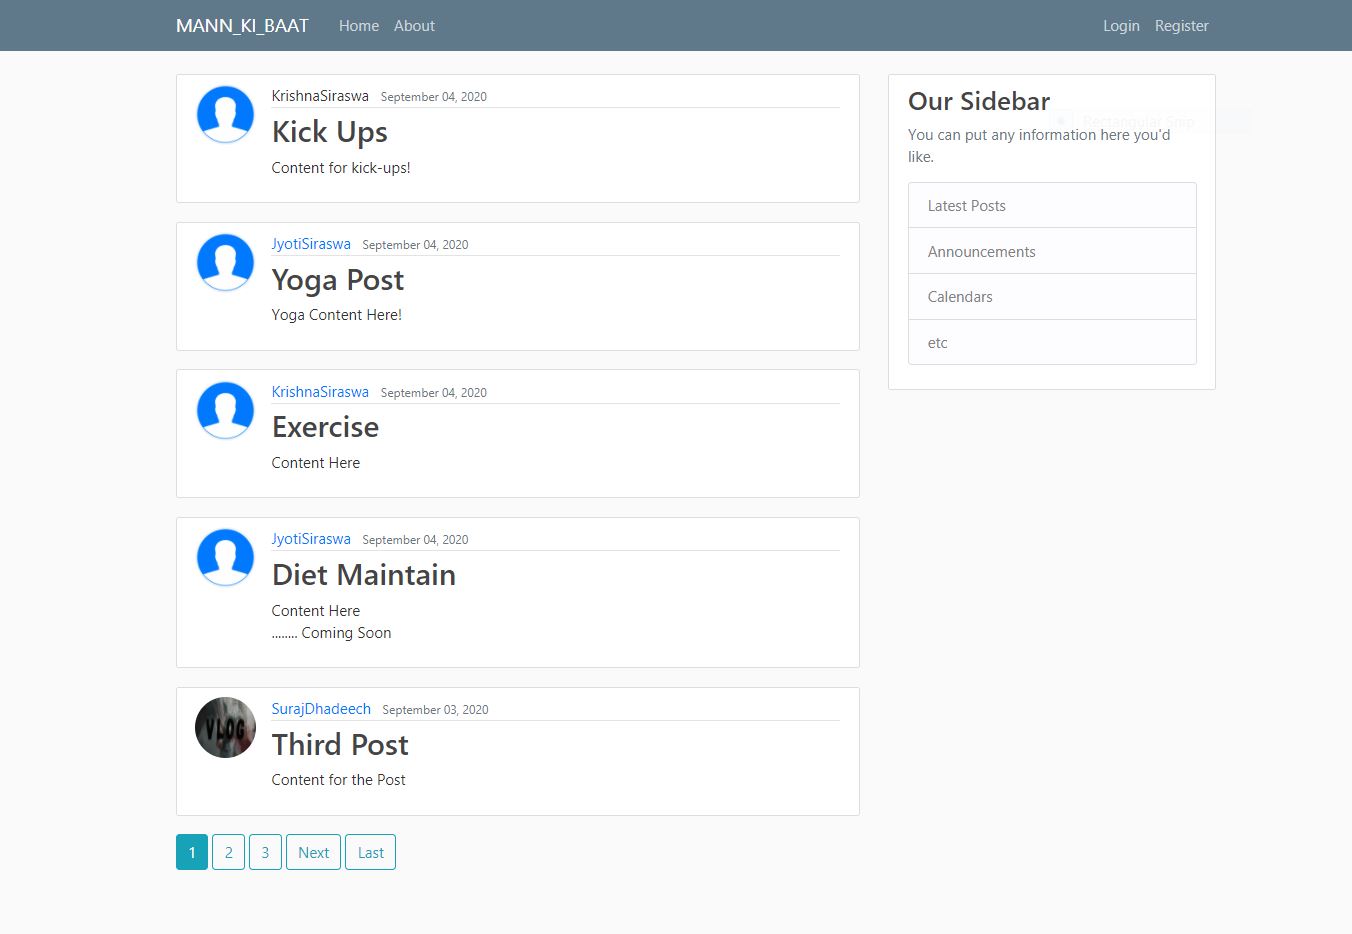 MANN_KI_BAAT Home About Login Register
KrishnaSiraswa September 04, 2020
Kick Ups
Content for kick-ups!
JyotiSiraswa September 04, 2020
Yoga Post
Yoga Content Here!
KrishnaSiraswa September 04, 2020
Exercise
Content Here
JyotiSiraswa September 04, 2020
Diet Maintain
Content Here
........ Coming Soon
VLOG
SurajDhadeech September 03, 2020
Third Post
Content for the Post
1 2 3 Next Last
Our Sidebar
Rectangular Snip
You can put any information here you'd
like.
Latest Posts
Announcements
Calendars
etc